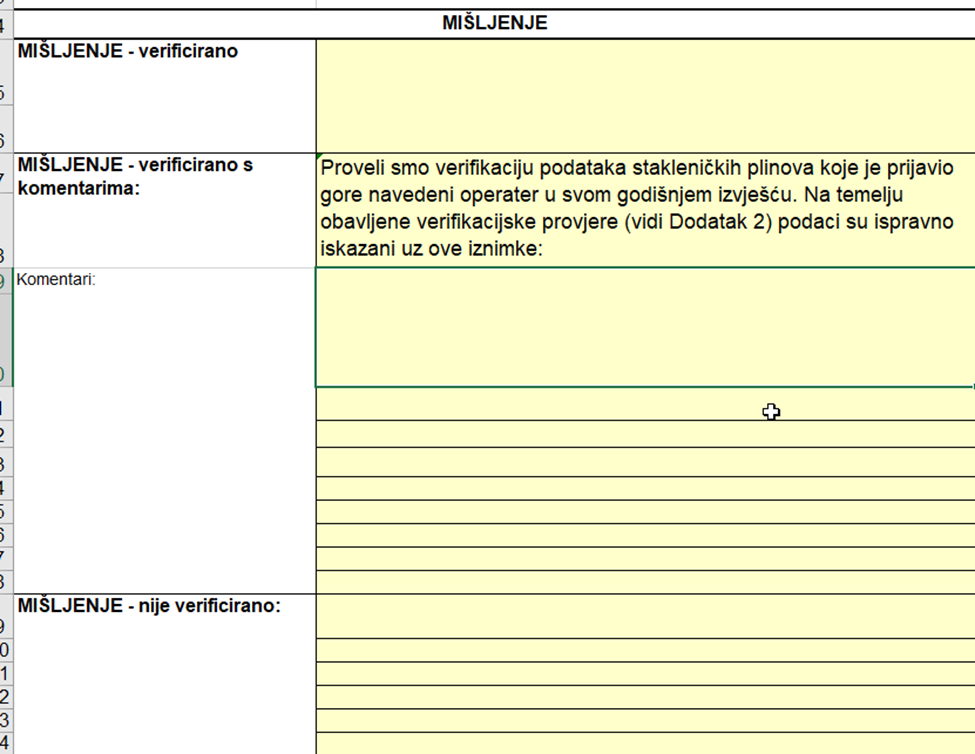 MIŠLJENJE
MIŠLJENJE - verificirano
MIŠLJENJE - verificirano s
komentarima:
Proveli smo verifikaciju podataka stakleničkih plinova koje je prijavio
gore navedeni operater u svom godišnjem izvješću. Na temelju
obavljene verifikacijske provjere (vidi Dodatak 2) podaci su ispravno
iskazani uz ove iznimke:
Komentari:
MIŠLJENJE - nije verificirano: